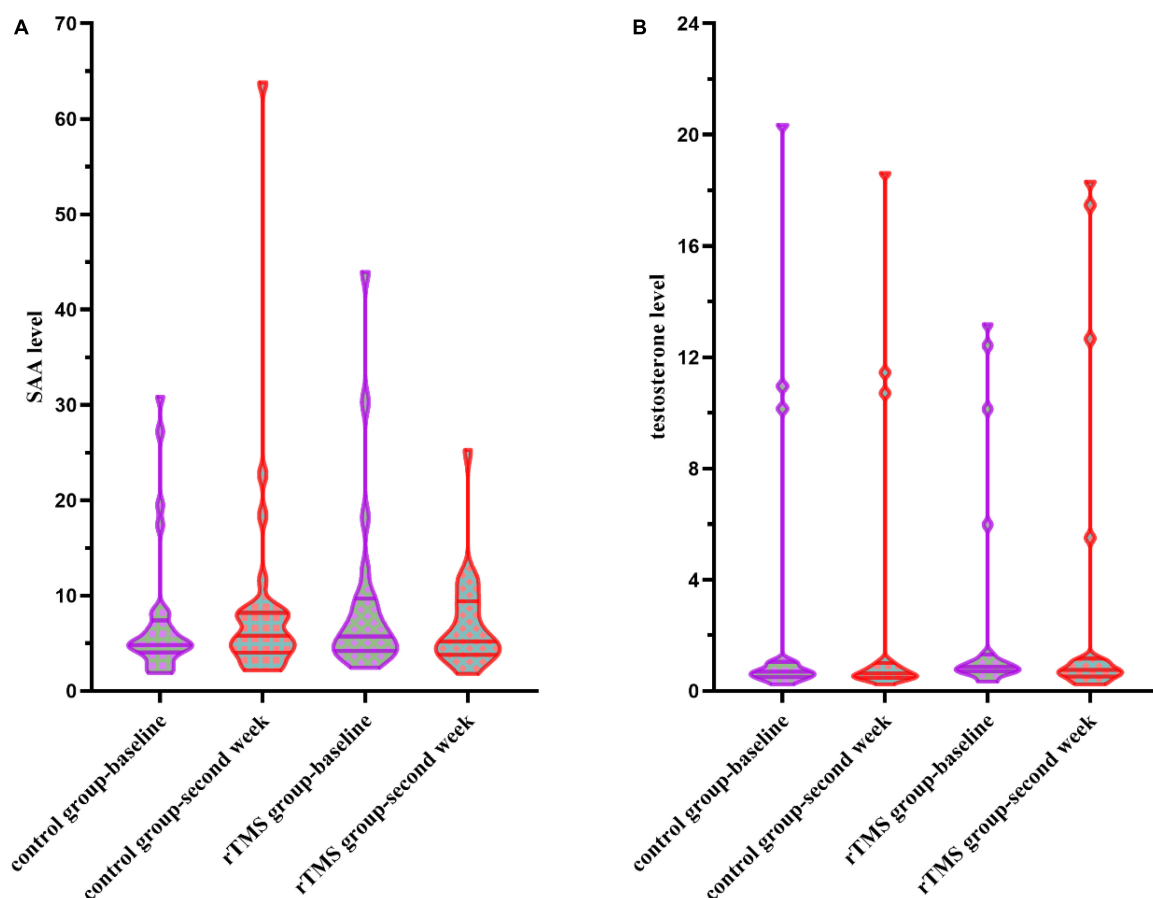 A
70
60
50
40
30
20
10
0
SAA level
control group-baseline
control group-second week
rTMS group-baseline
rTMS group-second week
B
24
20
16
12
8
4
0
testosterone level
control group-baseline
control group-second week
rTMS group-baseline
rTMS group-second week